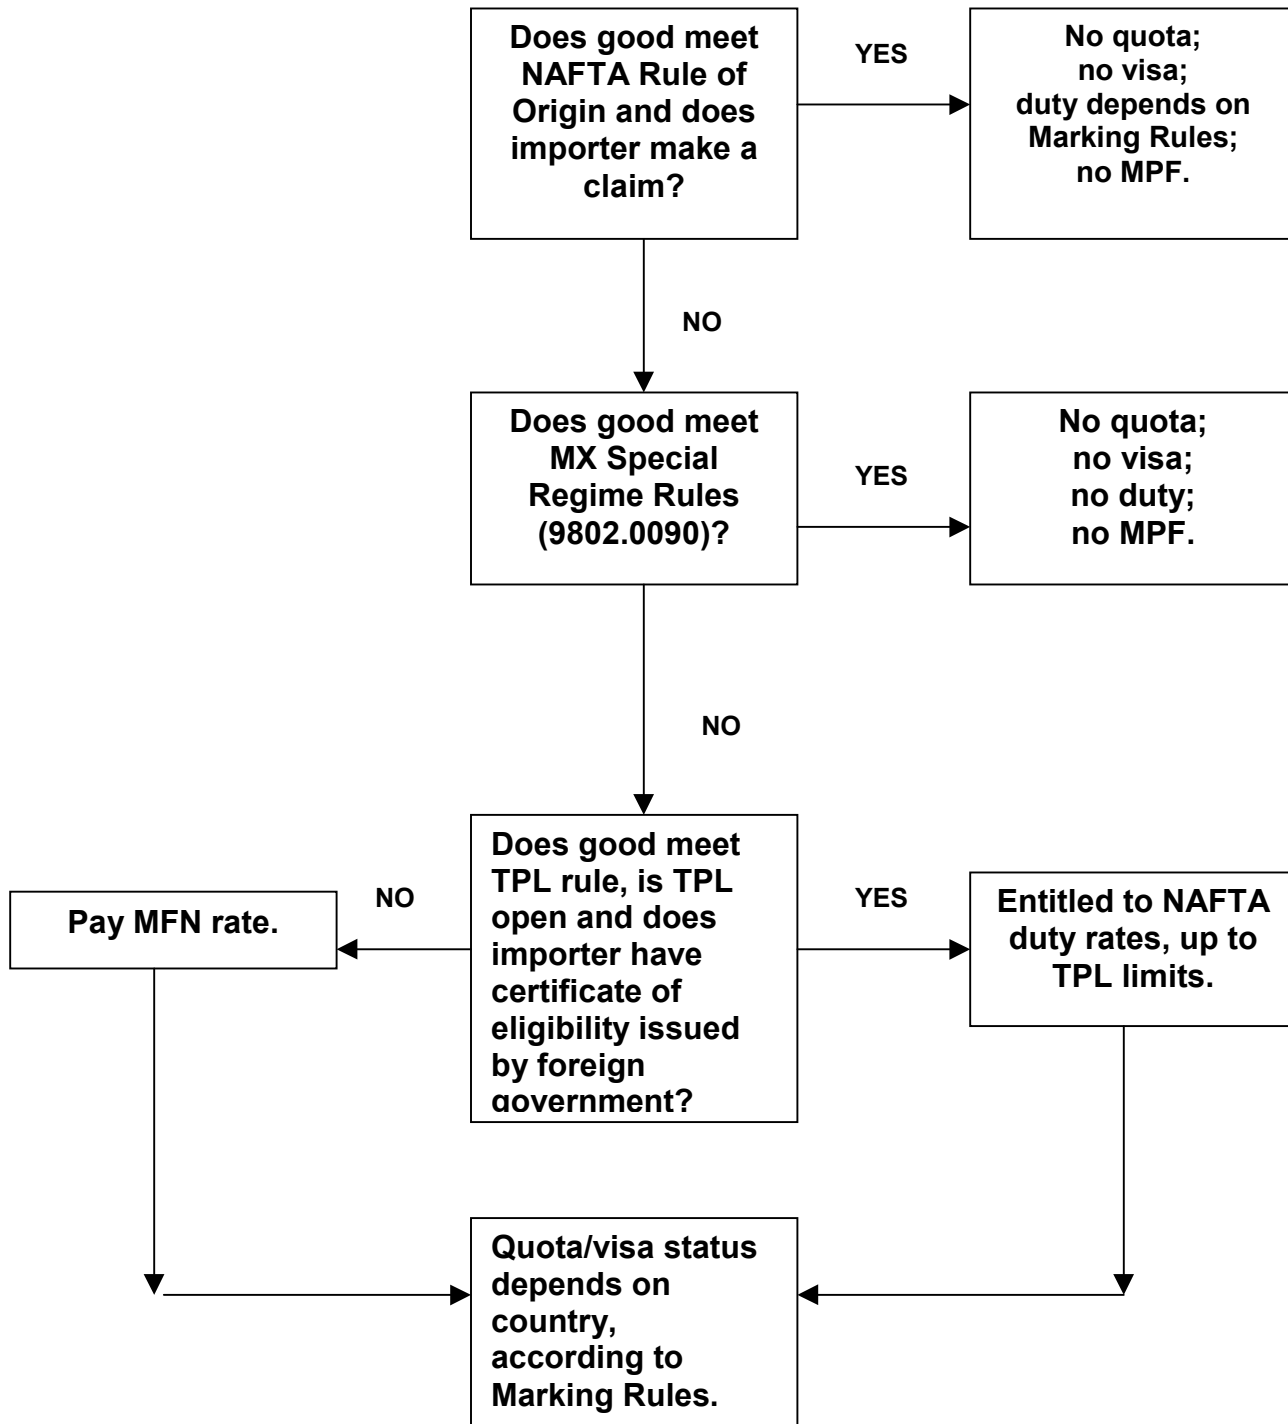 Does good meet
NAFTA Rule of
Origin and does
importer make a
claim?
YES
No quota;
no visa;
duty depends on
Marking Rules;
no MPF.
NO
Does good meet
MX Special
Regime Rules
(9802.0090)?
YES
No quota;
no visa;
no duty;
no MPF.
NO
Does good meet
TPL rule, is TPL
open and does
importer have
certificate of
eligibility issued
by foreign
government?
NO
Pay MFN rate.
YES
Entitled to NAFTA
duty rates, up to
TPL limits.
Quota/visa status
depends on
country,
according to
Marking Rules.